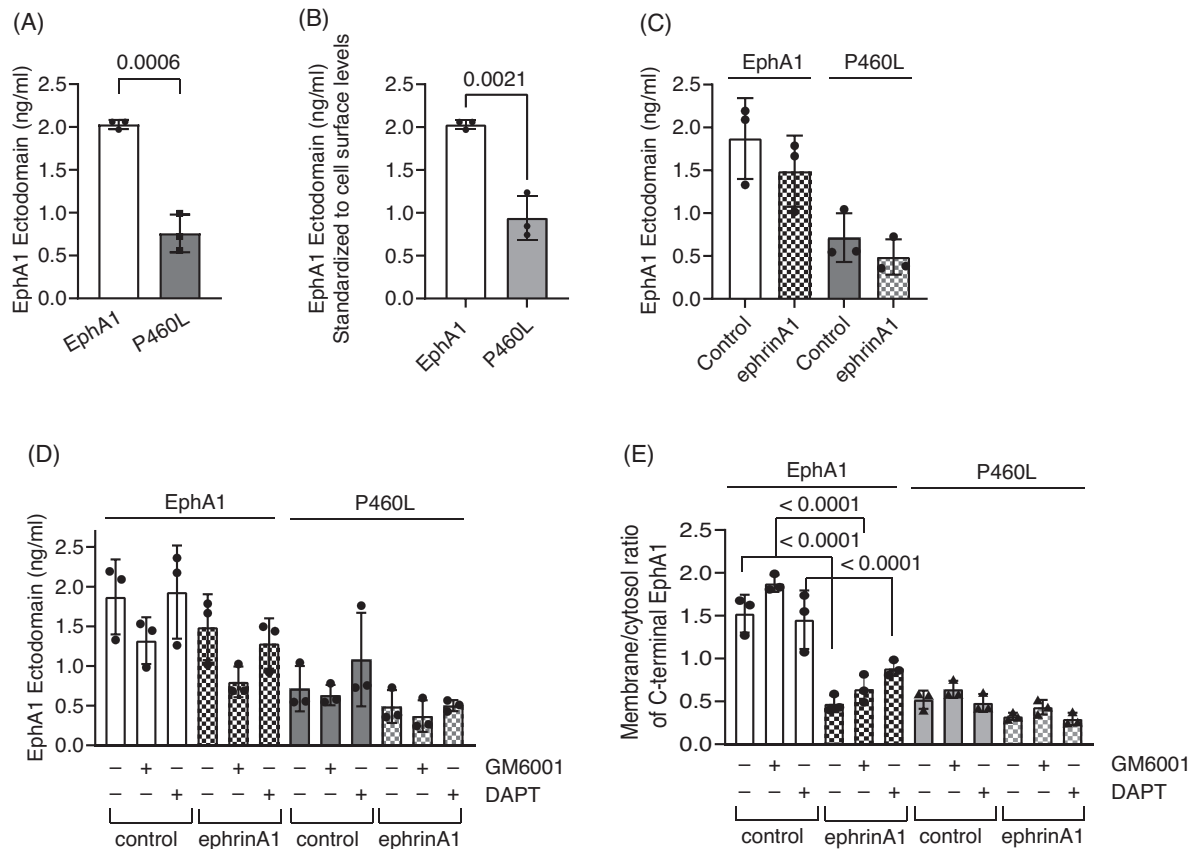 (A)
0.0006
EphA1 Ectodomain (ng/ml)
2.5
2.0
1.5
1.0
0.5
0.0
EphA1
P460L
(B)
0.0021
EphA1 Ectodomain (ng/ml)
Standardized to cell surface levels
2.5
2.0
1.5
1.0
0.5
0.0
EphA1
P460L
(C)
EphA1 P460L
EphA1 Ectodomain (ng/ml)
2.5
2.0
1.5
1.0
0.5
0.0
Control
ephrinA1
Control
ephrinA1
(D)
EphA1 P460L
EphA1 Ectodomain (ng/ml)
2.5
2.0
1.5
1.0
0.5
0.0
− + − − + − − + − − + − GM6001
− − + − − + − − + − − + DAPT
control ephrinA1 control ephrinA1
(E)
EphA1 P460L
< 0.0001
< 0.0001
< 0.0001
Membrane/cytosol ratio
of C-terminal EphA1
2.5
2.0
1.5
1.0
0.5
0.0
− + − − + − − + − − + − GM6001
− − + − − + − − + − − + DAPT
control ephrinA1 control ephrinA1